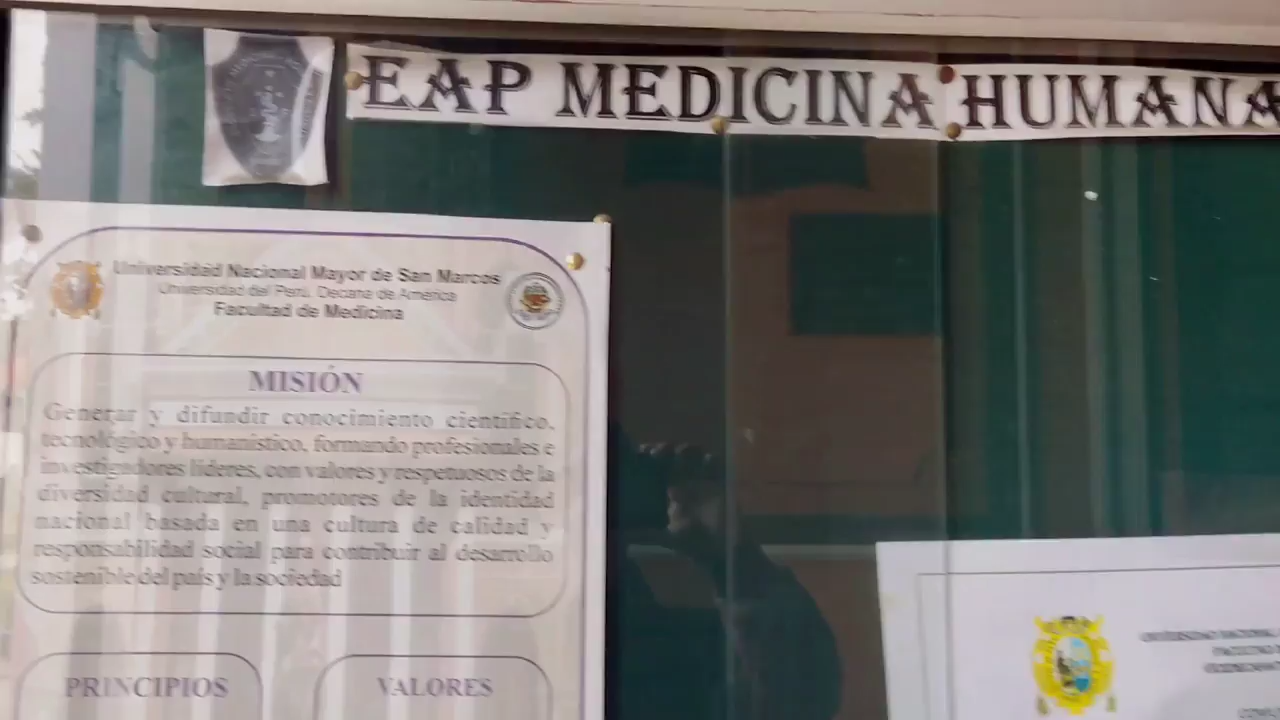 EAP MEDICINA HUMANA
Universidad Nacional Mayor de San Marcos
Universidad del Perú, Decana de América
Facultad de Medicina
MISIÓN
Generar y difundir conocimiento científico,
tecnológico y humanístico, formando profesionales e
investigadores líderes, con valores y respetuosos de la
diversidad cultural, promotores de la identidad
nacional basada en una cultura de calidad y
responsabilidad social para contribuir al desarrollo
sostenible del país y la sociedad
PRINCIPIOS
VALORES
UNIVERSIDAD NACIONAL